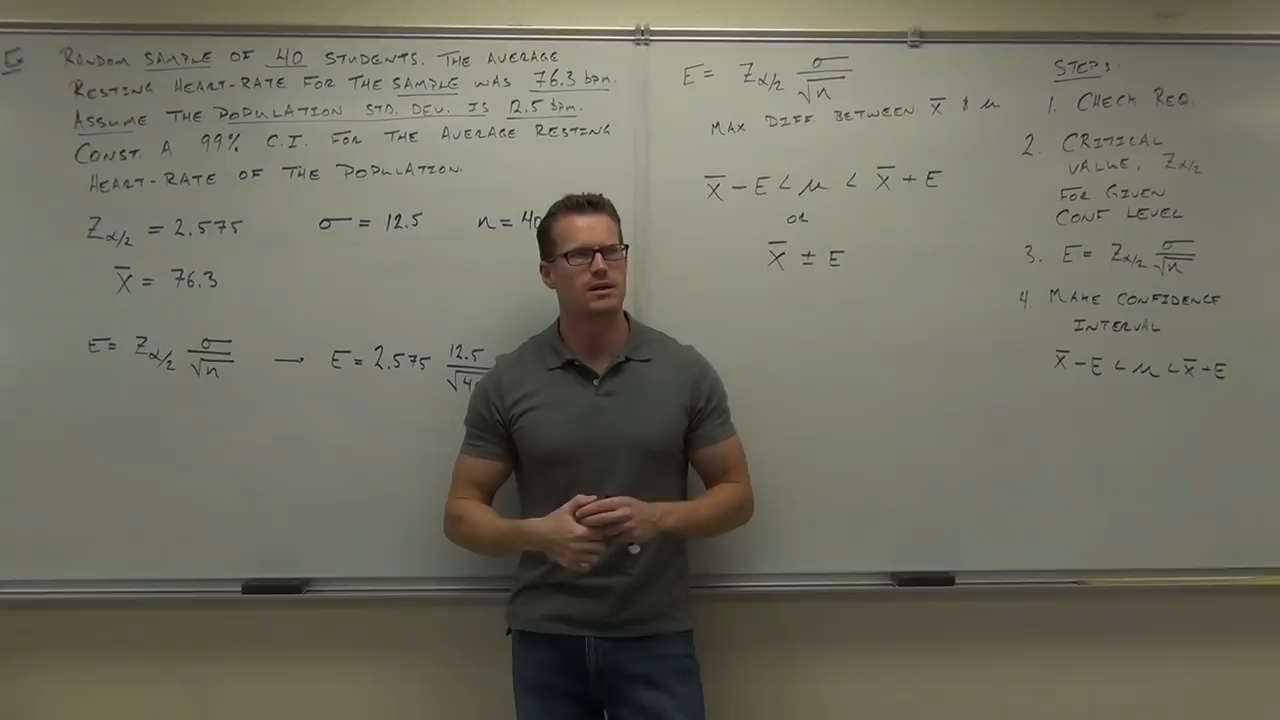 Ex RANDOM SAMPLE OF 40 STUDENTS. THE AVERAGE
RESTING HEART-RATE FOR THE SAMPLE WAS 76.3 bpm.
ASSUME THE POPULATION STD. DEV. IS 12.5 bpm.
CONST. A 99% C.I. FOR THE AVERAGE RESTING
HEART-RATE OF THE POPULATION.
Zα/2 = 2.575 σ = 12.5 n = 40
x̄ = 76.3
E = Zα/2 σ/√n → E = 2.575 12.5/√4
E = Zα/2 σ/√n
MAX DIFF. BETWEEN x̄ & μ
x̄ - E < μ < x̄ + E
OR
x̄ ± E
STEPS:
1. CHECK REQ.
2. CRITICAL
VALUE, Zα/2
FOR GIVEN
CONF LEVEL
3. E = Zα/2 σ/√n
4. MAKE CONFIDENCE
INTERVAL
x̄ - E < μ < x̄ + E